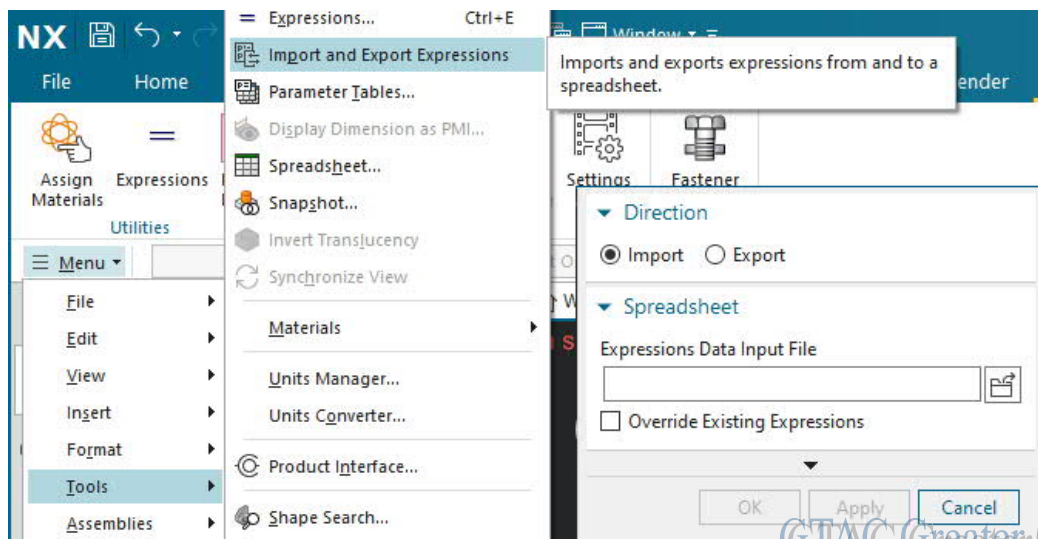 NX
Window
File
Home
ender
Assign
Materials
Expressions
Utilities
Settings
Fastener
Menu
File
Edit
View
Insert
Format
Tools
Assemblies
Expressions... Ctrl+E
Import and Export Expressions
Parameter Tables...
Display Dimension as PMI...
Spreadsheet...
Snapshot...
Invert Translucency
Synchronize View
Materials
Units Manager...
Units Converter...
Product Interface...
Shape Search...
Imports and exports expressions from and to a
spreadsheet.
Direction
Import Export
Spreadsheet
Expressions Data Input File
Override Existing Expressions
OK Apply Cancel
GTAC Greater